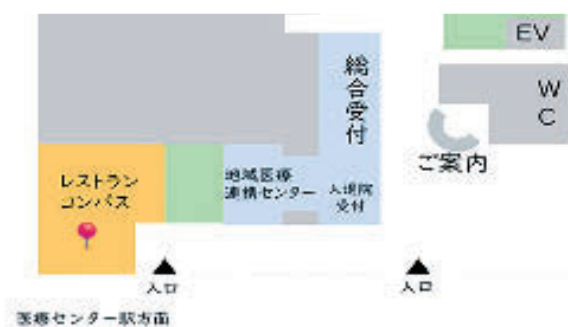 EV
総合受付
WC
ご案内
レストラン
コンパス
地域医療
連携センター
入退院
受付
入口
入口
医療センター駅方面